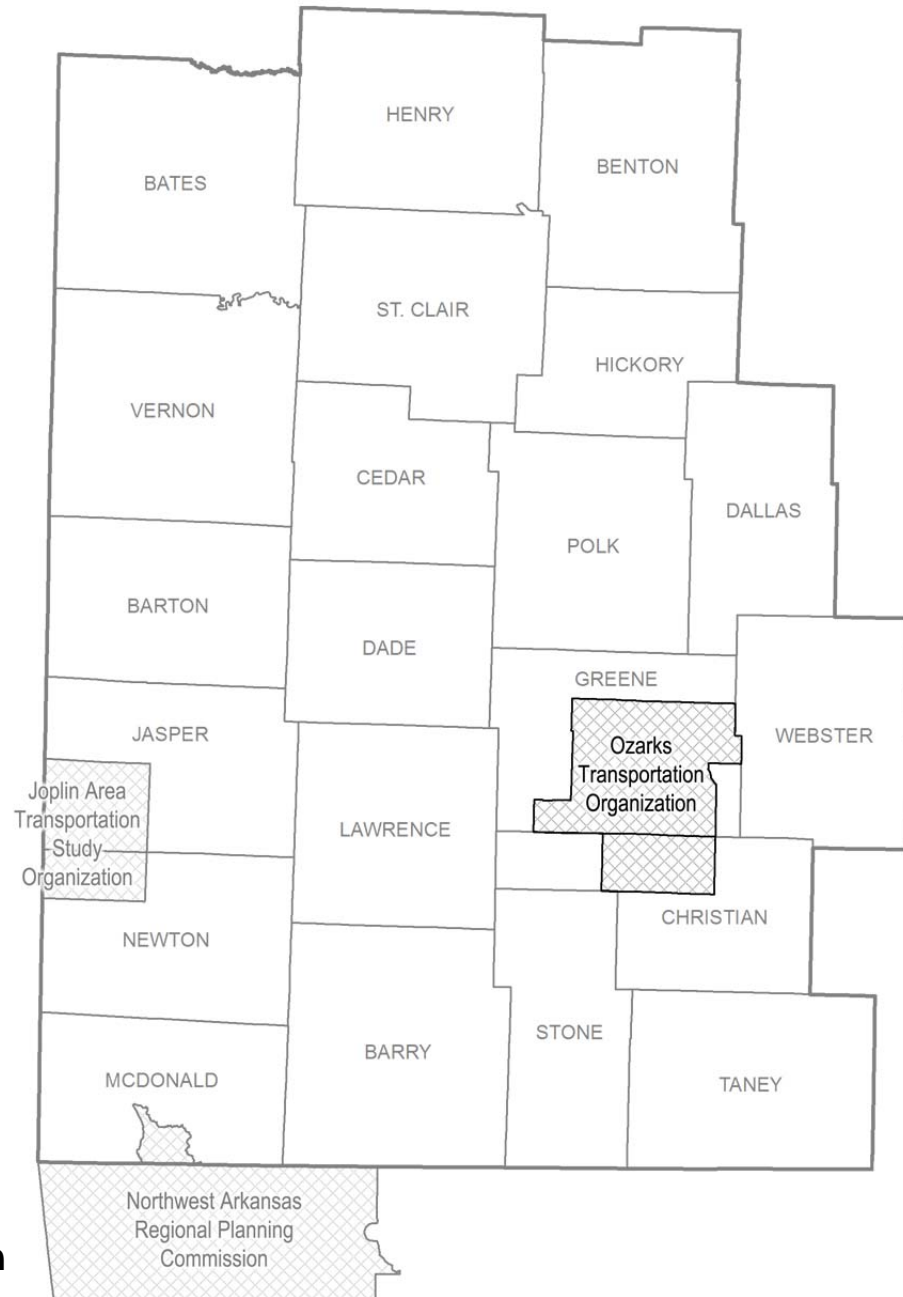 HENRY
BENTON
BATES
ST. CLAIR
HICKORY
VERNON
CEDAR
DALLAS
POLK
BARTON
DADE
GREENE
JASPER
WEBSTER
Ozarks
Transportation
Organization
Joplin Area
Transportation
Study
Organization
LAWRENCE
CHRISTIAN
NEWTON
STONE
BARRY
MCDONALD
TANEY
Northwest Arkansas
Regional Planning
Commission